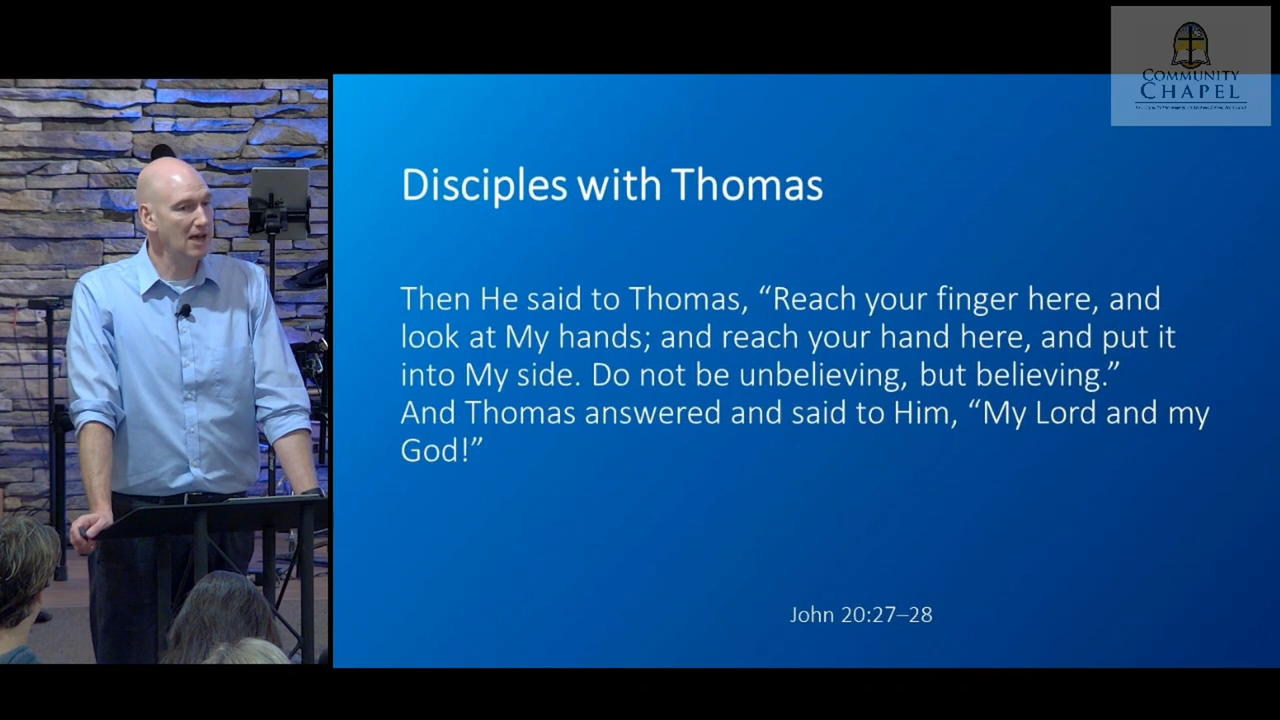 COMMUNITY
CHAPEL
Disciples with Thomas
Then He said to Thomas, “Reach your finger here, and
look at My hands; and reach your hand here, and put it
into My side. Do not be unbelieving, but believing.”
And Thomas answered and said to Him, “My Lord and my
God!”
John 20:27–28